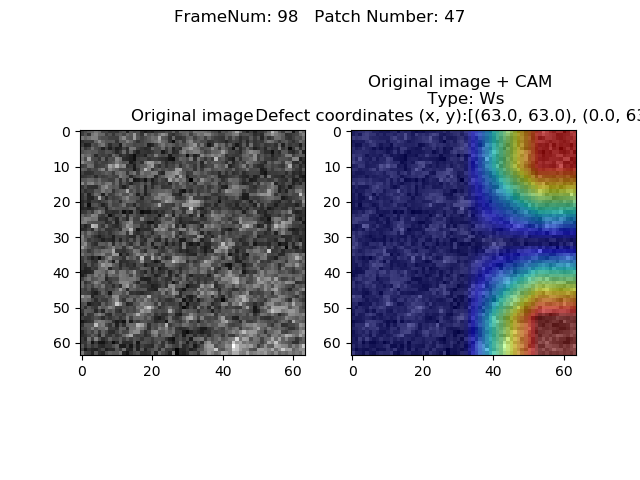 FrameNum: 98   Patch Number: 47
Original image + CAM
Type: Ws
Original image
Defect coordinates (x, y):[(63.0, 63.0), (0.0, 63
0
10
20
30
40
50
60
0 20 40 60
0
10
20
30
40
50
60
0 20 40 60